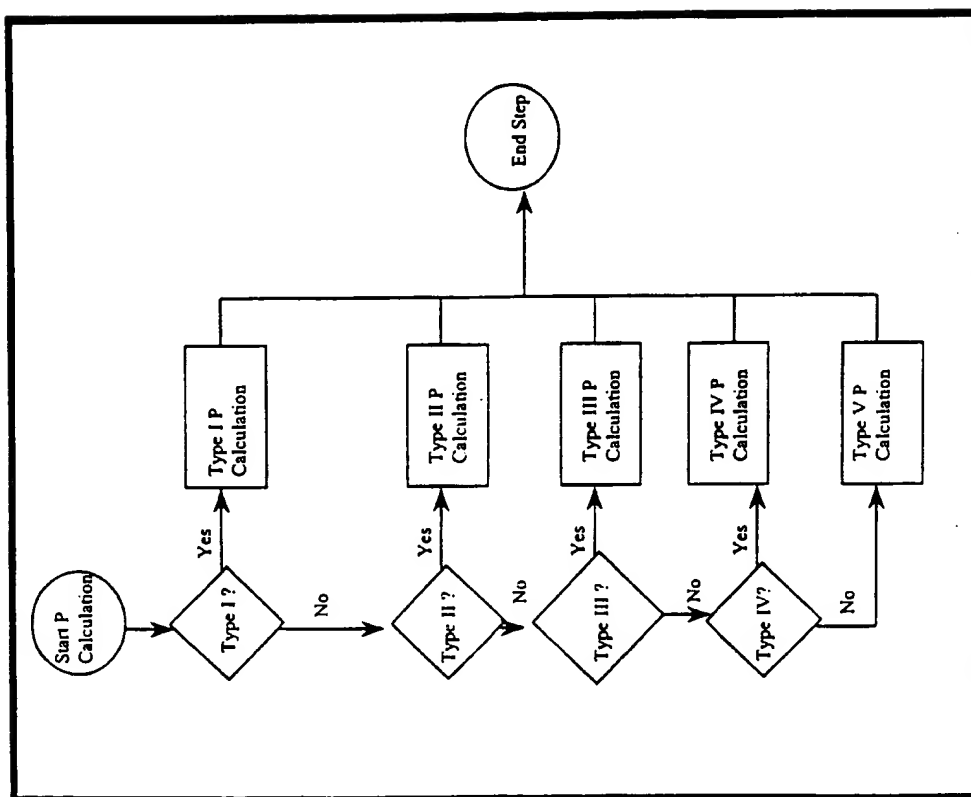 Start P
Calculation
Type I ?
Yes
No
Type I P
Calculation
Type II ?
Yes
No
Type II P
Calculation
Type III ?
Yes
No
Type III P
Calculation
Type IV?
Yes
No
Type IV P
Calculation
Type V P
Calculation
End Step